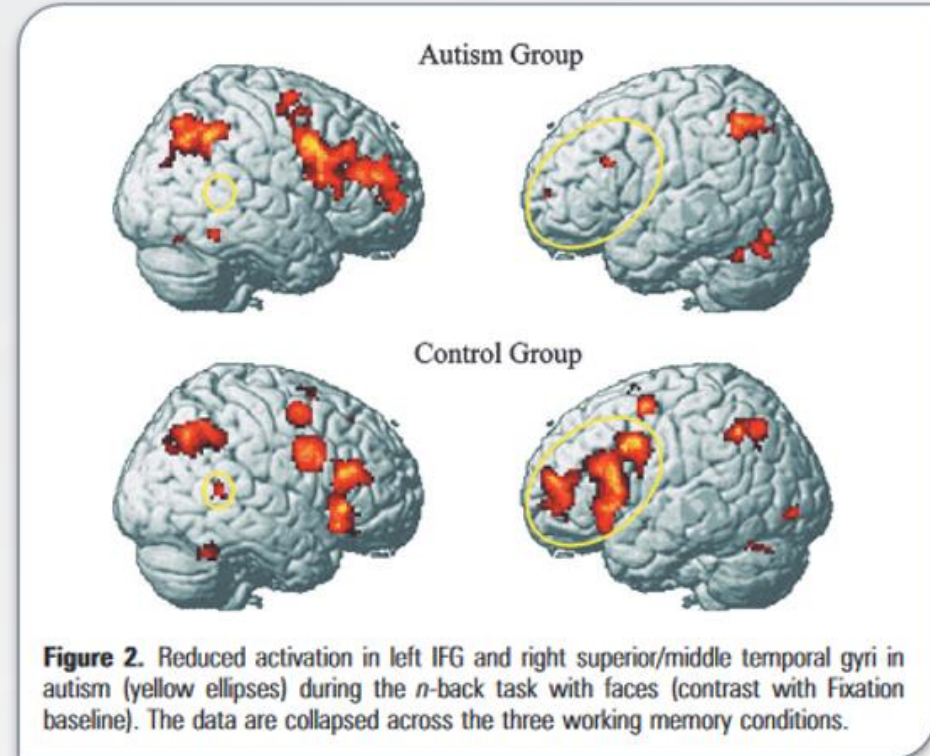 Autism Group
Control Group
Figure 2. Reduced activation in left IFG and right superior/middle temporal gyri in
autism (yellow ellipses) during the n-back task with faces (contrast with Fixation
baseline). The data are collapsed across the three working memory conditions.